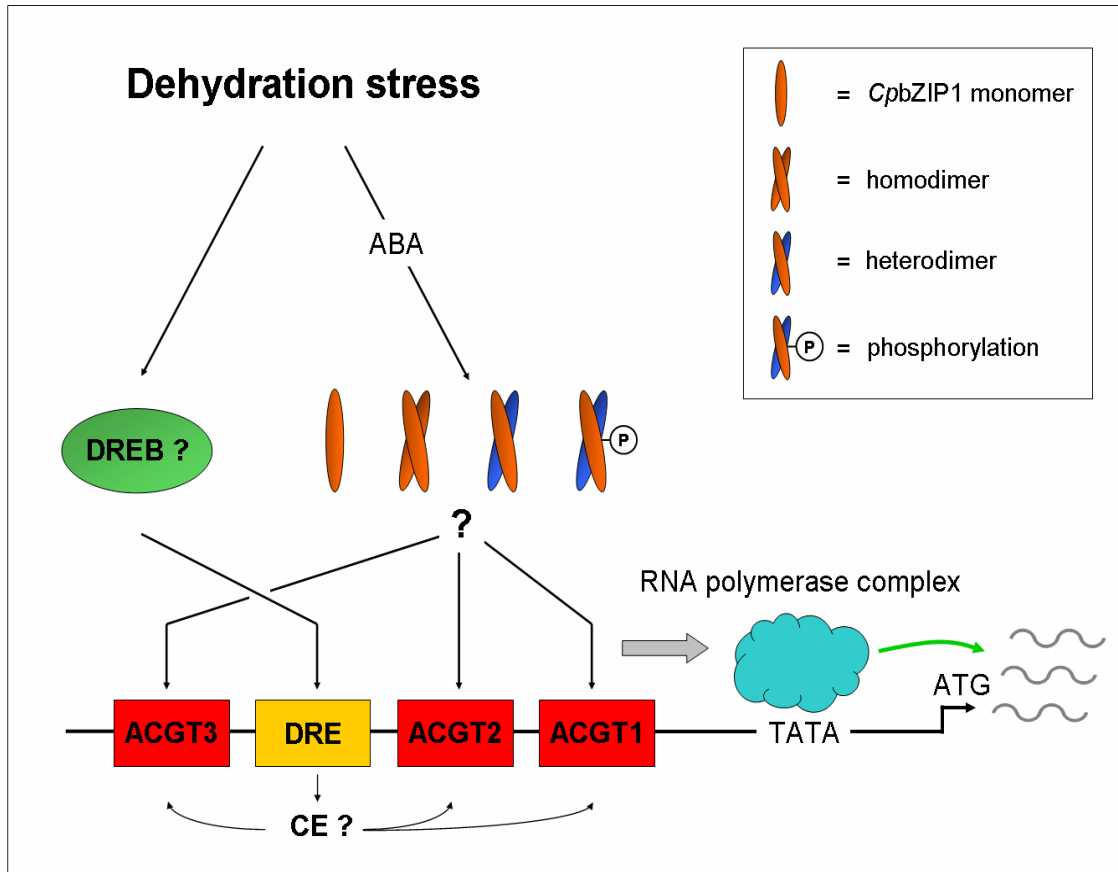 Dehydration stress
= CpbZIP1 monomer
= homodimer
= heterodimer
P = phosphorylation
ABA
DREB ?
P
?
RNA polymerase complex
ATG
ACGT3 DRE ACGT2 ACGT1 TATA
CE ?